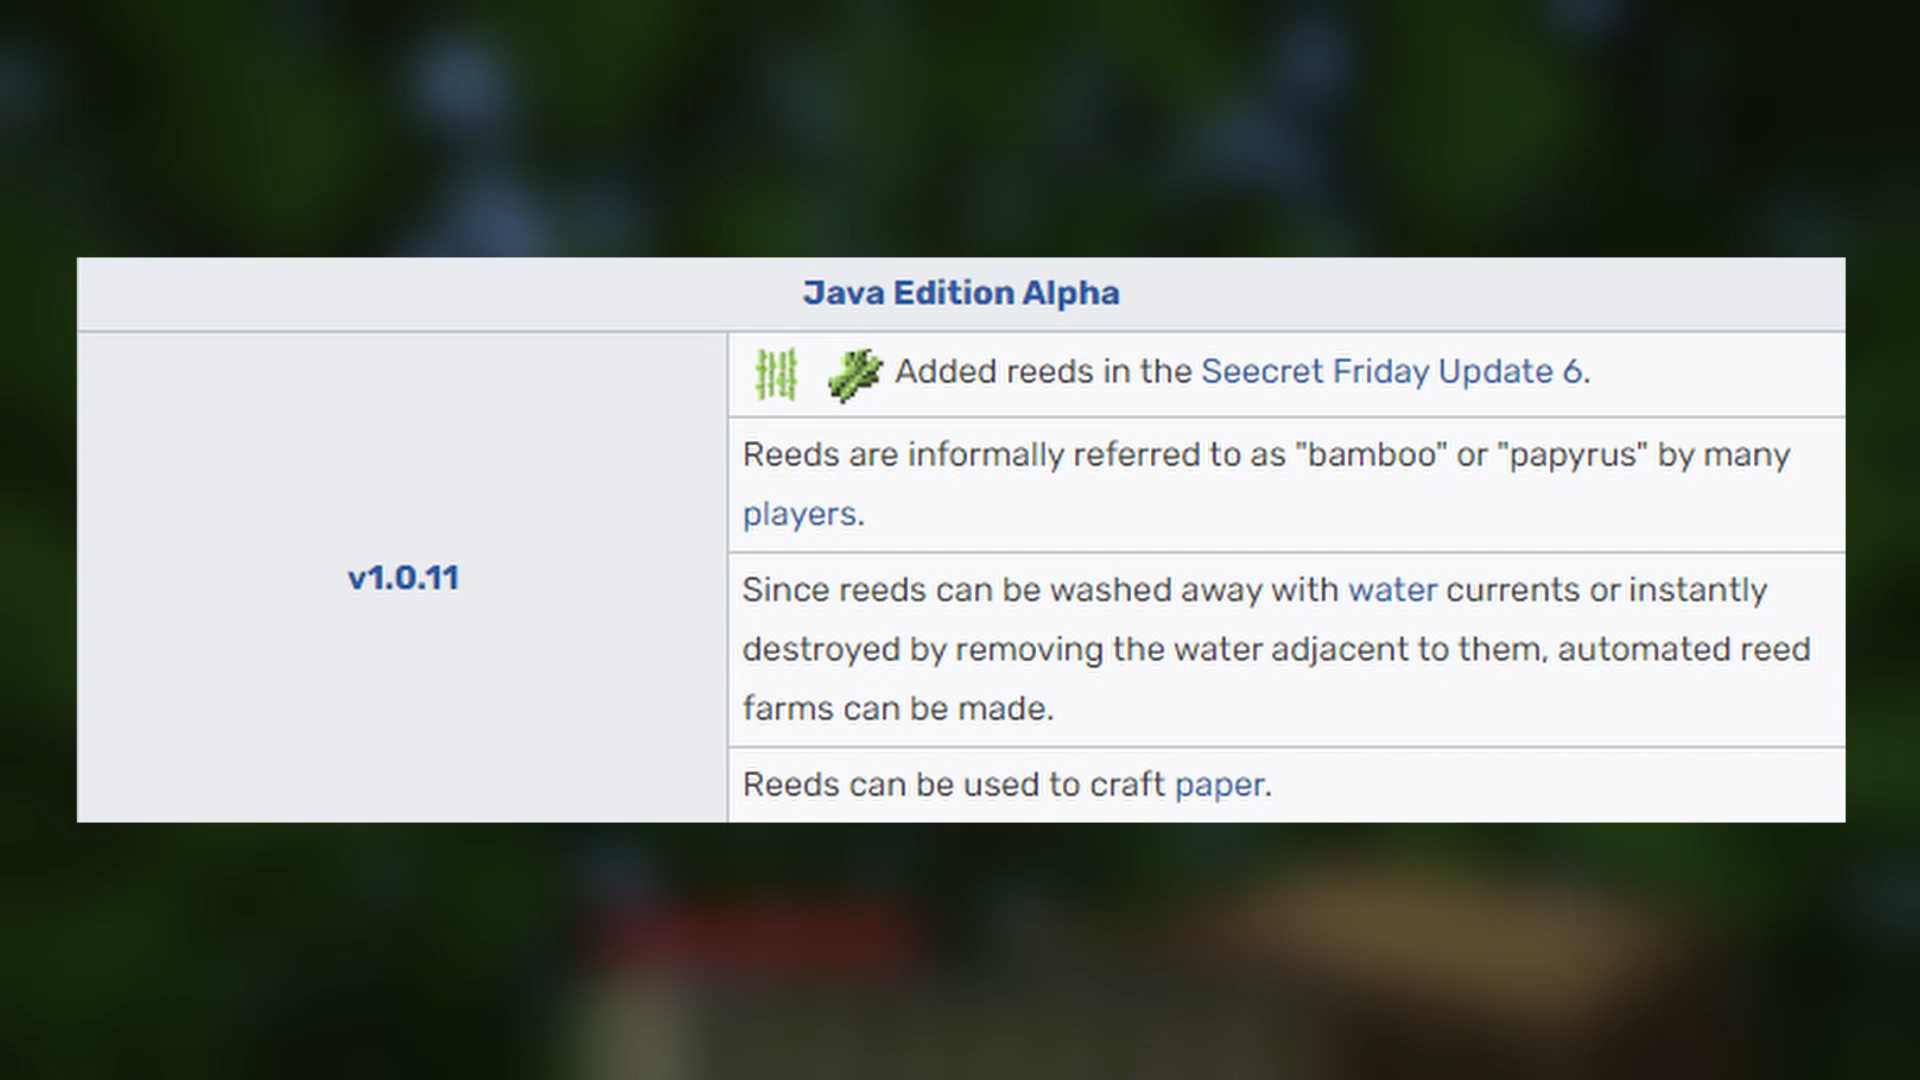 Java Edition Alpha
v1.0.11
Added reeds in the Seecret Friday Update 6.
Reeds are informally referred to as "bamboo" or "papyrus" by many
players.
Since reeds can be washed away with water currents or instantly
destroyed by removing the water adjacent to them, automated reed
farms can be made.
Reeds can be used to craft paper.